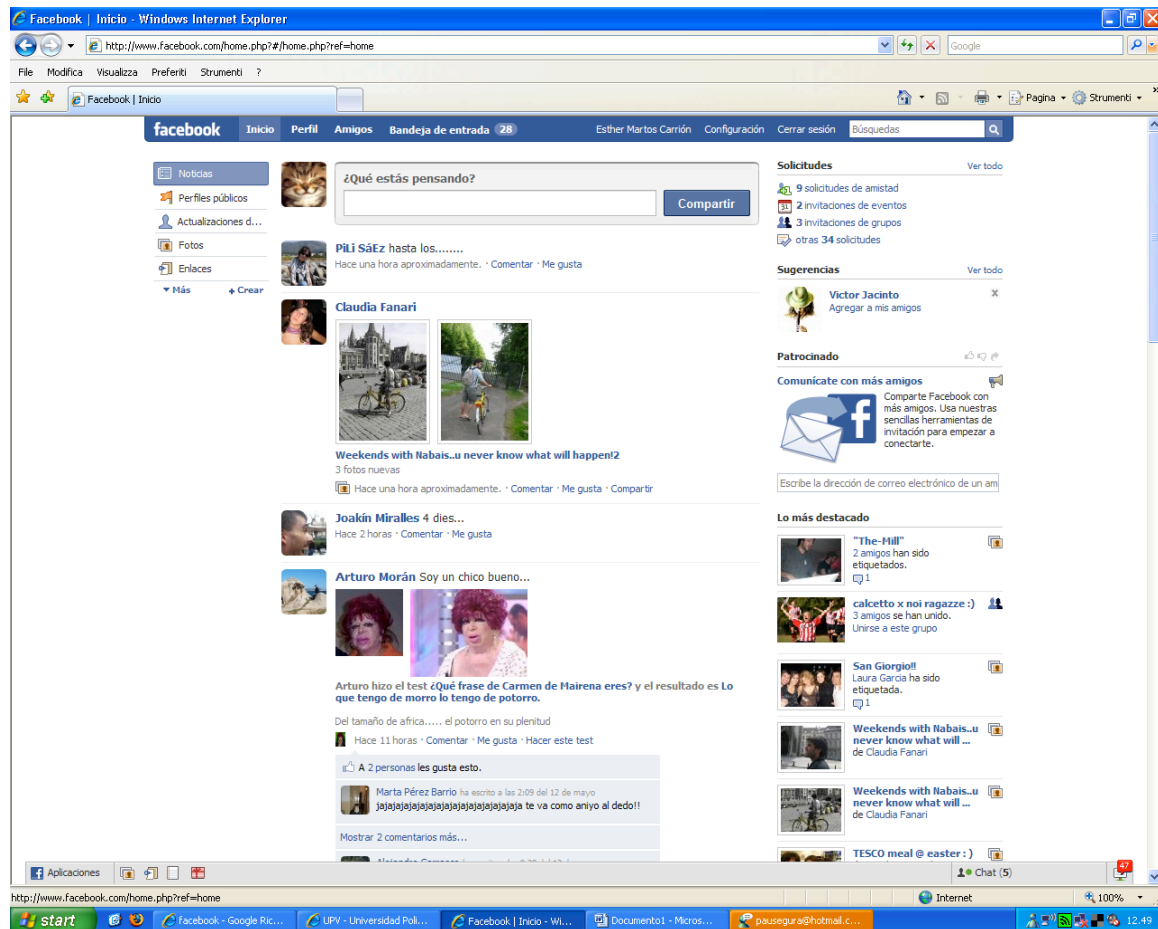 Facebook | Inicio - Windows Internet Explorer
http://www.facebook.com/home.php?#/home.php?ref=home
Google
File Modifica Visualizza Preferiti Strumenti ?
Facebook | Inicio
Pagina
Strumenti
facebook Inicio Perfil Amigos Bandeja de entrada 28 Esther Martos Carrión Configuración Cerrar sesión Búsquedas
Noticias
Perfiles públicos
Actualizaciones d...
Fotos
Enlaces
Más + Crear
¿Qué estás pensando?
Compartir
PiLi SáEz hasta los........
Hace una hora aproximadamente. · Comentar · Me gusta
Claudia Fanari
Weekends with Nabais..u never know what will happen!2
3 fotos nuevas
Hace una hora aproximadamente. · Comentar · Me gusta · Compartir
Joakín Miralles 4 dies...
Hace 2 horas · Comentar · Me gusta
Arturo Morán Soy un chico bueno...
Arturo hizo el test ¿Qué frase de Carmen de Mairena eres? y el resultado es Lo
que tengo de morro lo tengo de potorro.
Del tamaño de africa..... el potorro en su plenitud
Hace 11 horas · Comentar · Me gusta · Hacer este test
A 2 personas les gusta esto.
Marta Pérez Barrio ha escrito a las 2:09 del 12 de mayo
jajajajajajajajajajajajajajajajaja te va como aniyo al dedo!!
Mostrar 2 comentarios más...
Solicitudes Ver todo
9 solicitudes de amistad
31 2 invitaciones de eventos
3 invitaciones de grupos
otras 34 solicitudes
Sugerencias Ver todo
Victor Jacinto x
Agregar a mis amigos
Patrocinado
Comunícate con más amigos
Comparte Facebook con
más amigos. Usa nuestras
sencillas herramientas de
invitación para empezar a
conectarte.
Escribe la dirección de correo electrónico de un am
Lo más destacado
"The-Mill"
2 amigos han sido
etiquetados.
1
calcetto x noi ragazze :)
3 amigos se han unido.
Unirse a este grupo
San Giorgio!!
Laura Garcia ha sido
etiquetada.
1
Weekends with Nabais..u
never know what will ...
de Claudia Fanari
Weekends with Nabais..u
never know what will ...
de Claudia Fanari
TESCO meal @ easter : )
Aplicaciones
Chat (5)
47
http://www.facebook.com/home.php?ref=home
Internet
100%
start
facebook - Google Ric...
UPV - Universidad Poli...
Facebook | Inicio - Wi...
Documento1 - Micros...
pausegura@hotmail.c...
12.49